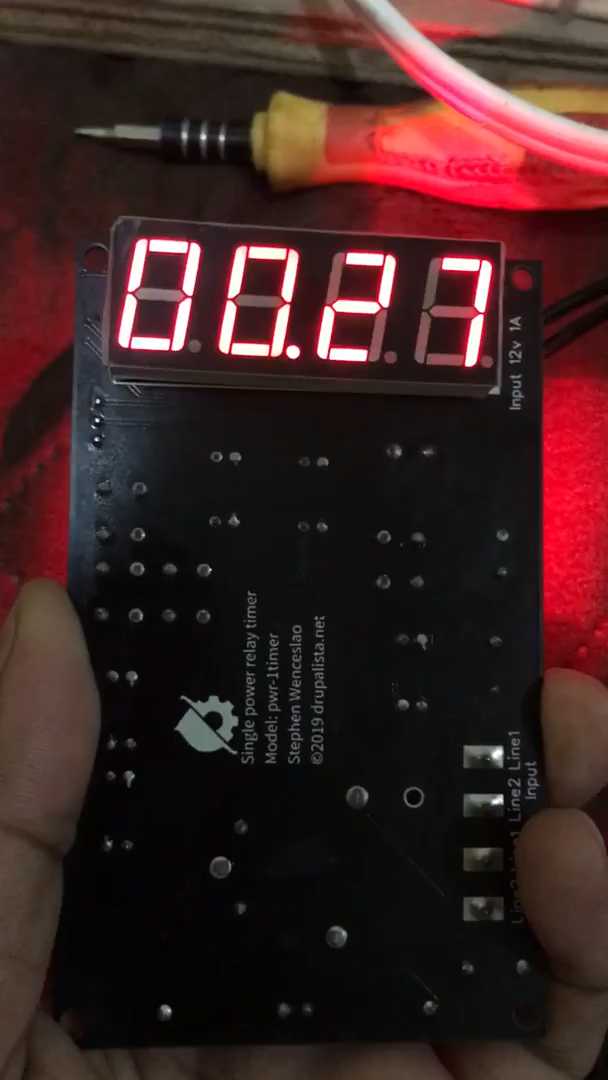 00.27
Input 12v 1A
Single power relay timer
Model: pwr-1timer
Stephen Wenceslao
©2019 drupalista.net
Line2 Line1
Input